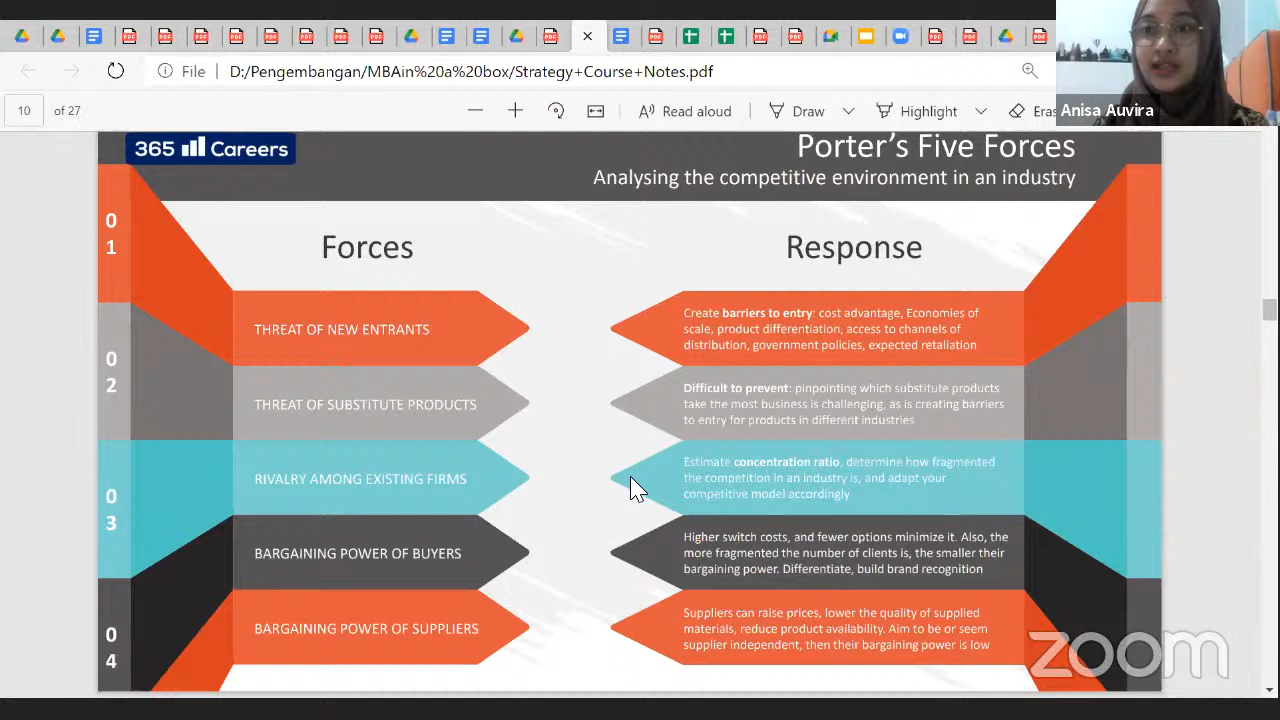 File
D:/Pengembangan/MBAin%20a%20box/Strategy+Course+Notes.pdf
10 of 27
Read aloud
Draw
Highlight
Anisa Auvira
365 Careers
Porter's Five Forces
Analysing the competitive environment in an industry
Forces
Response
0
1
THREAT OF NEW ENTRANTS
Create barriers to entry: cost advantage, Economies of
scale, product differentiation, access to channels of
distribution, government policies, expected retaliation
0
2
THREAT OF SUBSTITUTE PRODUCTS
Difficult to prevent: pinpointing which substitute products
take the most business is challenging, as is creating barriers
to entry for products in different industries
0
3
RIVALRY AMONG EXISTING FIRMS
Estimate concentration ratio, determine how fragmented
the competition in an industry is, and adapt your
competitive model accordingly
BARGAINING POWER OF BUYERS
Higher switch costs, and fewer options minimize it. Also, the
more fragmented the number of clients is, the smaller their
bargaining power. Differentiate, build brand recognition
0
4
BARGAINING POWER OF SUPPLIERS
Suppliers can raise prices, lower the quality of supplied
materials, reduce product availability. Aim to be or seem
supplier independent, then their bargaining power is low
zoom